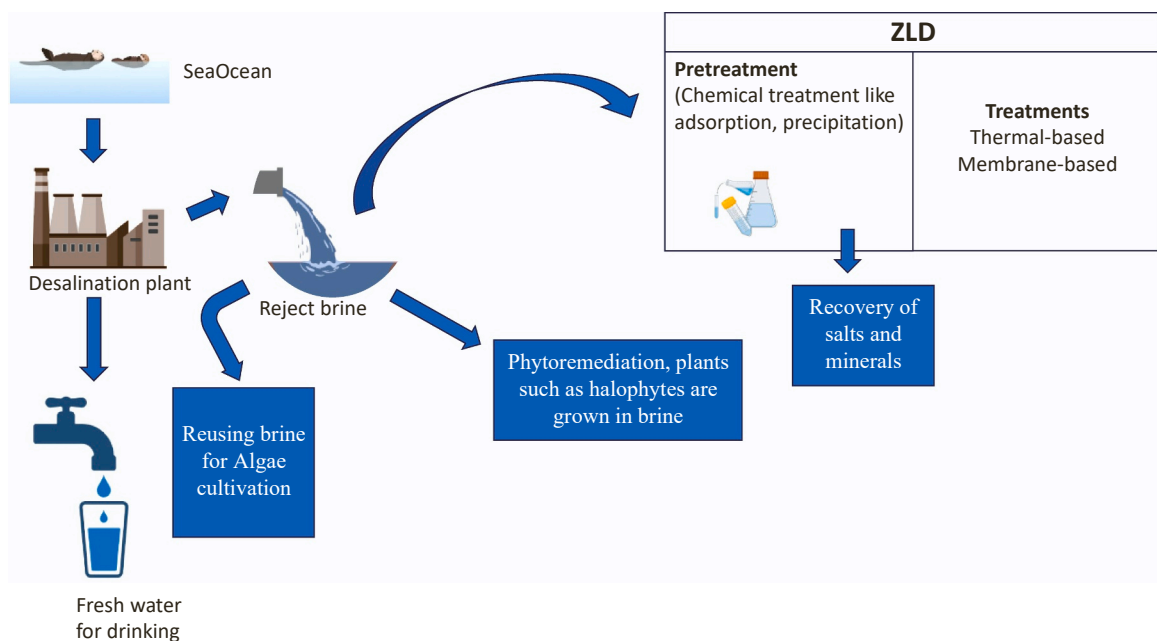 SeaOcean
Desalination plant
Fresh water
for drinking
Reject brine
Reusing brine
for Algae
cultivation
Phytoremediation, plants
such as halophytes are
grown in brine
ZLD
Pretreatment
(Chemical treatment like
adsorption, precipitation)
Treatments
Thermal-based
Membrane-based
Recovery of
salts and
minerals